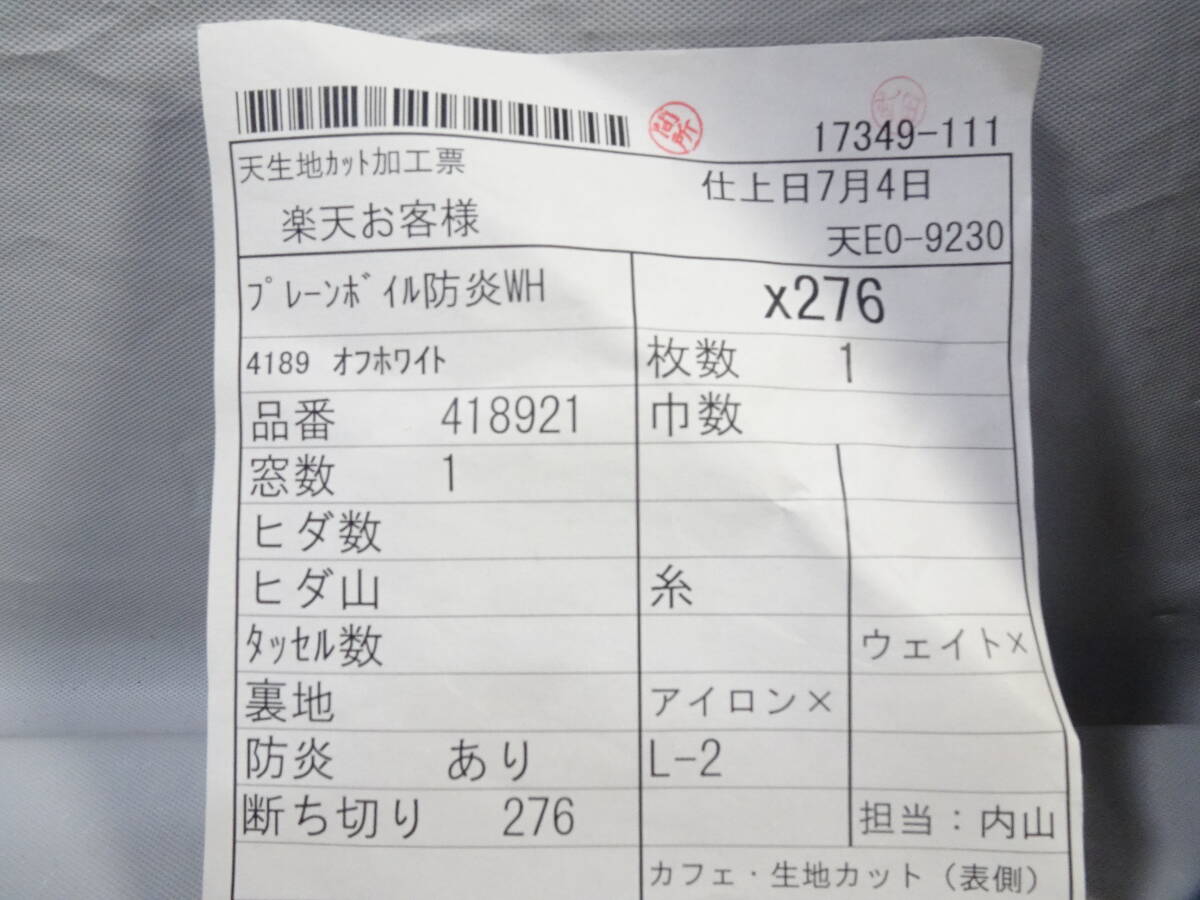 17349-111
天生地ｶｯﾄ加工票
仕上日7月4日
楽天お客様
天E0-9230
ﾌﾟﾚｰﾝﾎﾞｲﾙ防炎WH
x276
4189 ｵﾌﾎﾜｲﾄ
枚数 1
品番 418921
巾数
窓数 1
ヒダ数
ヒダ山
糸
ﾀｯｾﾙ数
ウェイト×
裏地
アイロン×
防炎 あり
L-2
断ち切り 276
担当：内山
カフェ・生地カット（表側）